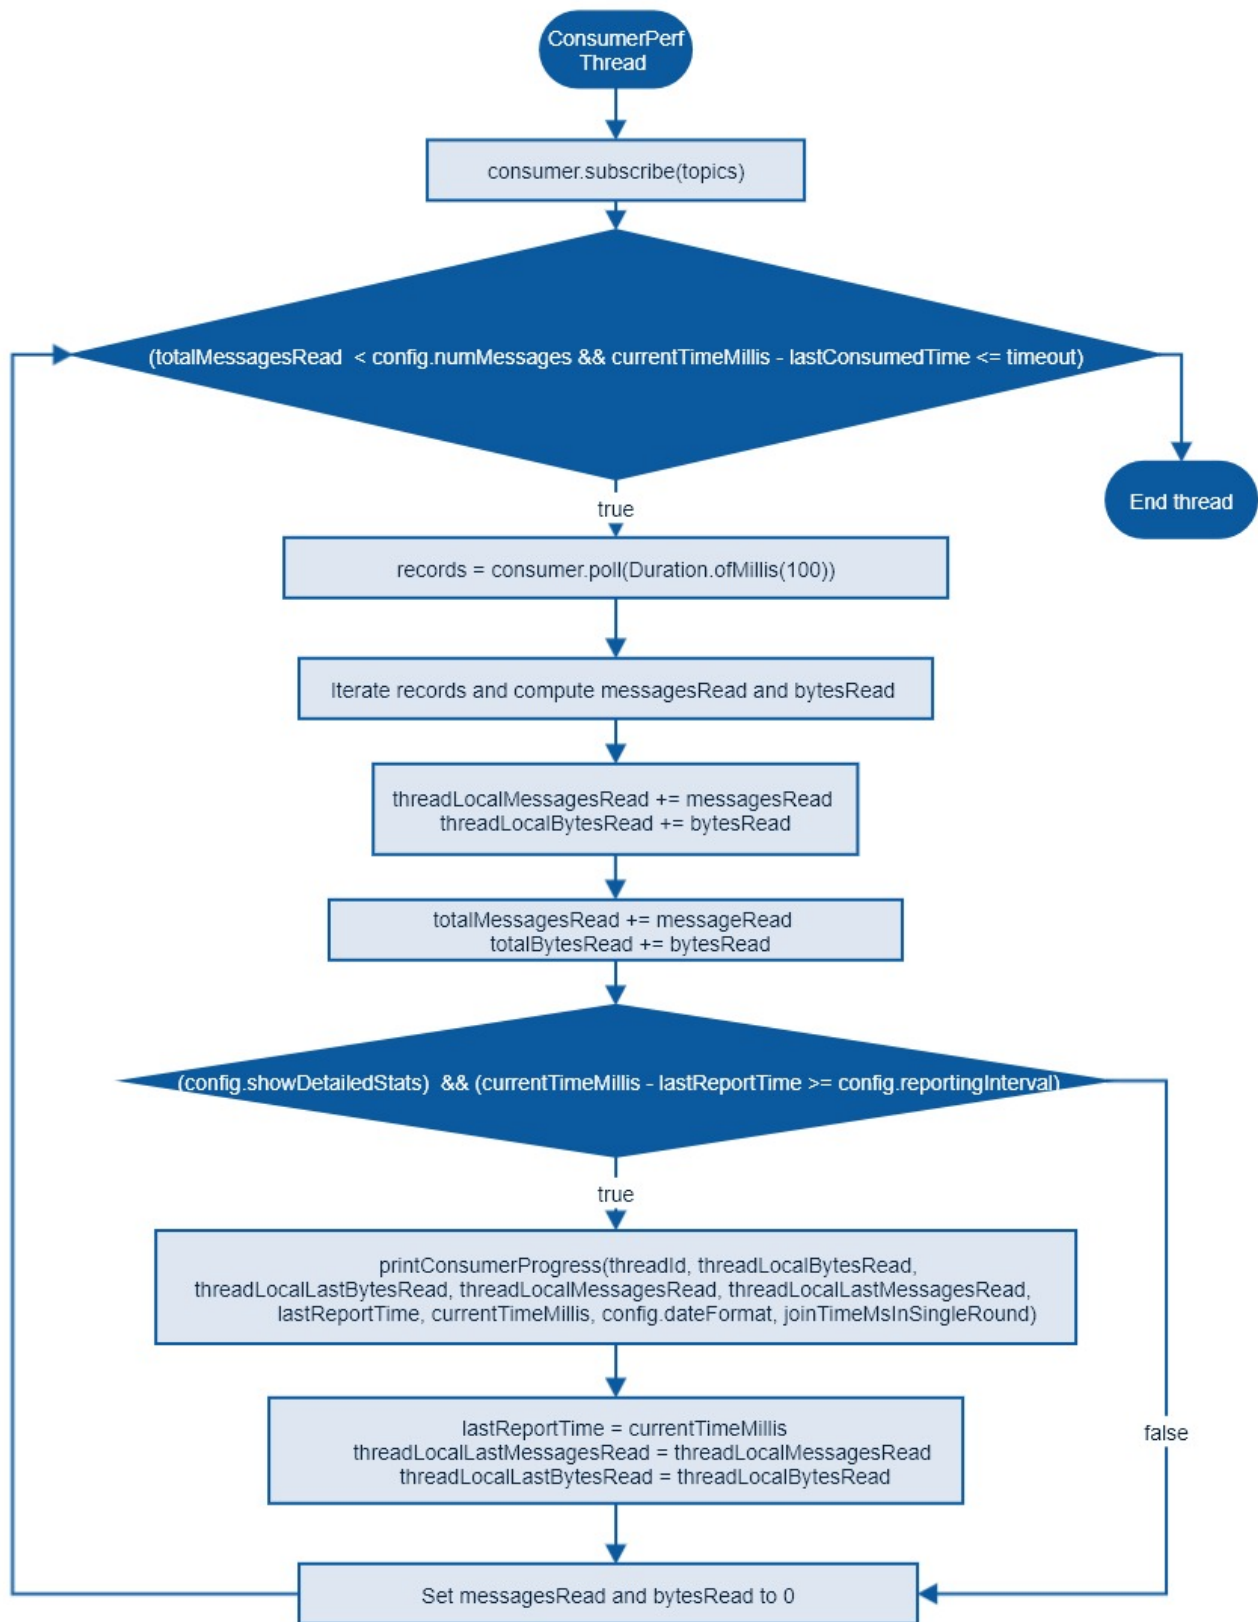 ConsumerPerf
Thread
consumer.subscribe(topics)
(totalMessagesRead < config.numMessages && currentTimeMillis - lastConsumedTime <= timeout)
End thread
true
records = consumer.poll(Duration.ofMillis(100))
Iterate records and compute messagesRead and bytesRead
threadLocalMessagesRead += messagesRead
threadLocalBytesRead += bytesRead
totalMessagesRead += messageRead
totalBytesRead += bytesRead
(config.showDetailedStats) && (currentTimeMillis - lastReportTime >= config.reportingInterval)
true
printConsumerProgress(threadId, threadLocalBytesRead,
threadLocalLastBytesRead, threadLocalMessagesRead, threadLocalLastMessagesRead,
lastReportTime, currentTimeMillis, config.dateFormat, joinTimeMsInSingleRound)
lastReportTime = currentTimeMillis
threadLocalLastMessagesRead = threadLocalMessagesRead
threadLocalLastBytesRead = threadLocalBytesRead
false
Set messagesRead and bytesRead to 0